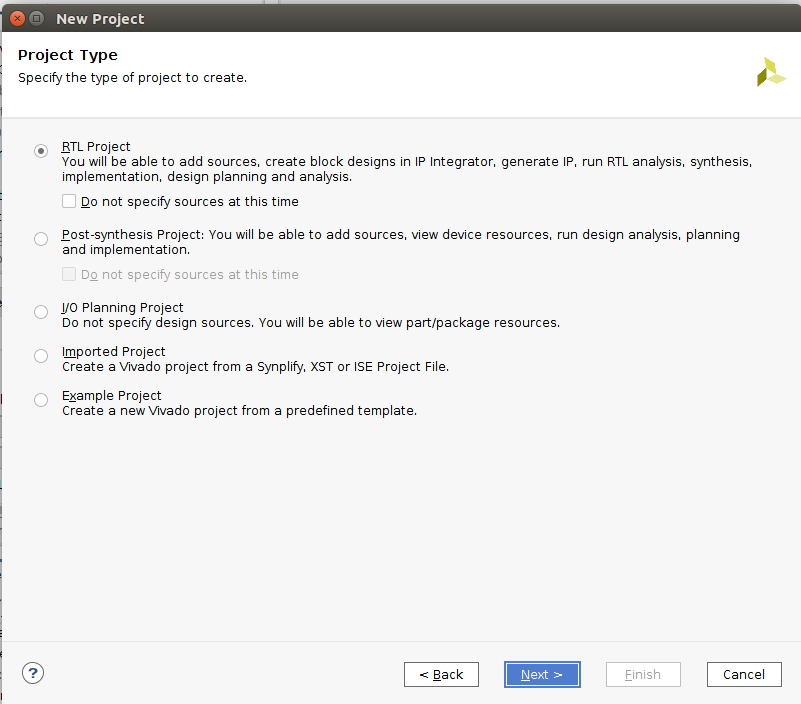 New Project
Project Type
Specify the type of project to create.
RTL Project
You will be able to add sources, create block designs in IP Integrator, generate IP, run RTL analysis, synthesis,
implementation, design planning and analysis.
Do not specify sources at this time
Post-synthesis Project: You will be able to add sources, view device resources, run design analysis, planning
and implementation.
Do not specify sources at this time
I/O Planning Project
Do not specify design sources. You will be able to view part/package resources.
Imported Project
Create a Vivado project from a Synplify, XST or ISE Project File.
Example Project
Create a new Vivado project from a predefined template.
?
< Back
Next >
Finish
Cancel